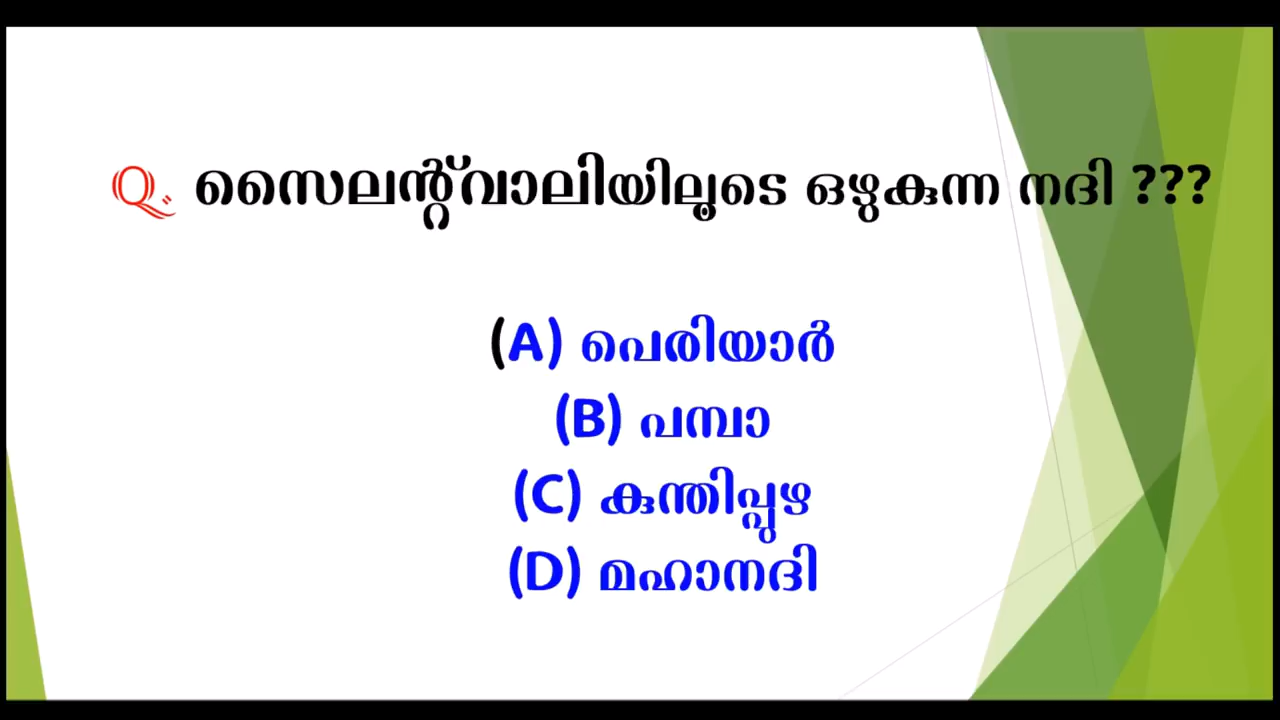 Q. സൈലന്റ്‌വാലിയിലൂടെ ഒഴുകുന്ന നദി ???
(A) പെരിയാർ
(B) പമ്പാ
(C) കുന്തിപ്പുഴ
(D) മഹാനദി